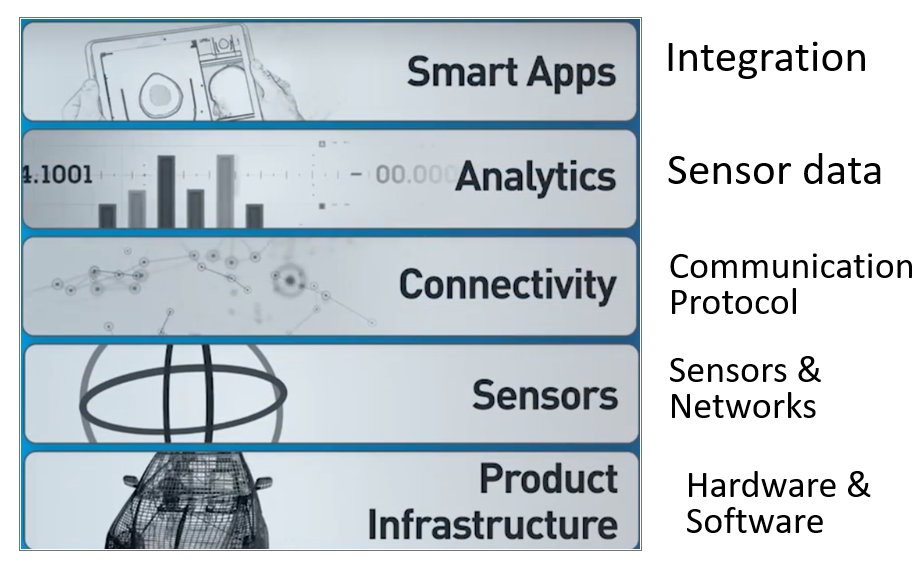 Smart Apps
Integration
4.1001
- 00.000
Analytics
Sensor data
Connectivity
Communication
Protocol
Sensors
Sensors &
Networks
Product
Infrastructure
Hardware &
Software